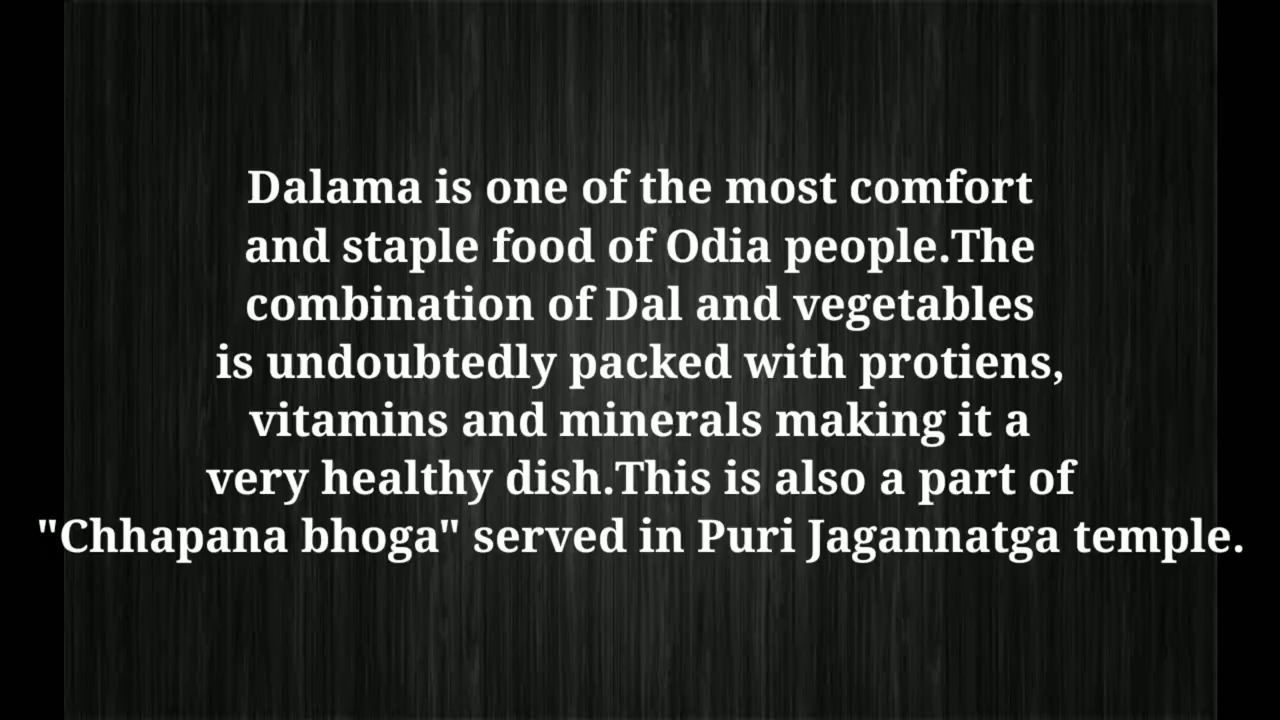 Dalama is one of the most comfort
and staple food of Odia people.The
combination of Dal and vegetables
is undoubtedly packed with protiens,
vitamins and minerals making it a
very healthy dish.This is also a part of
"Chhapana bhoga" served in Puri Jagannatga temple.